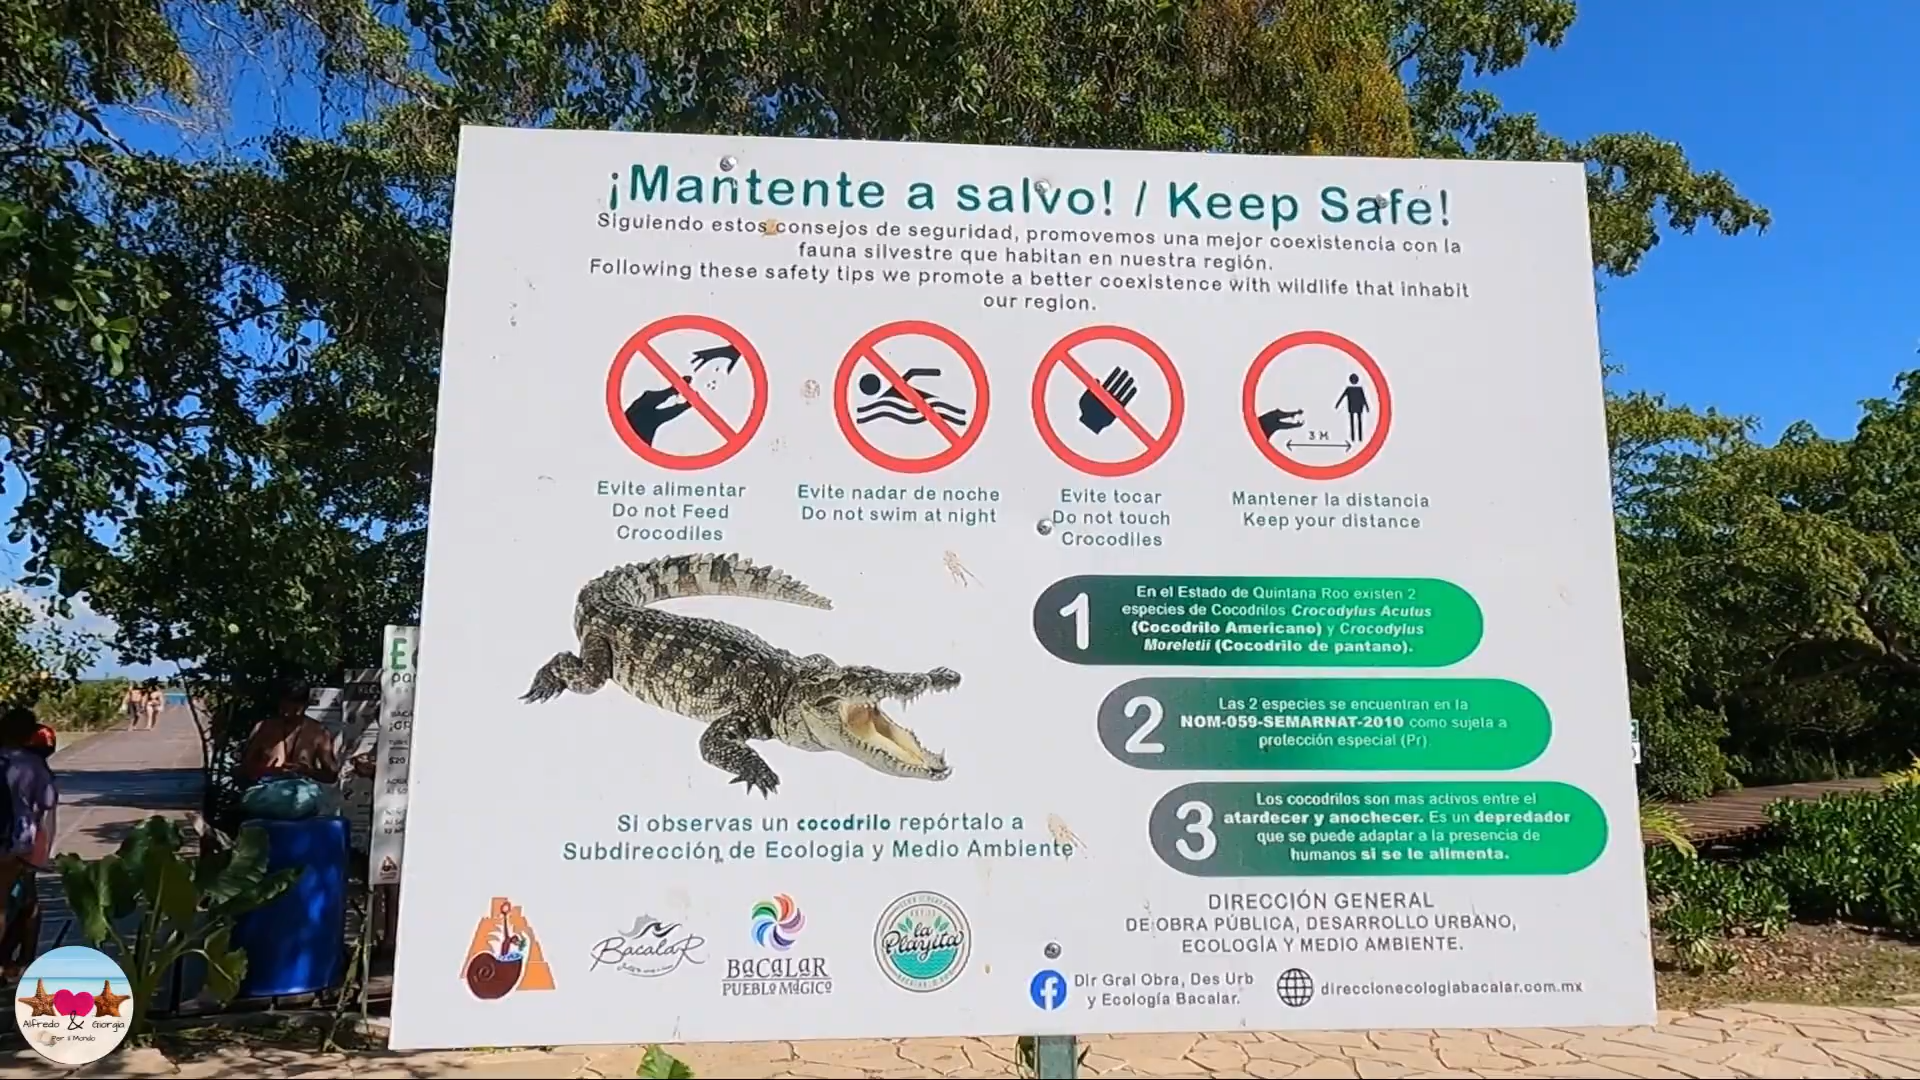 ¡Mantente a salvo! / Keep Safe!
Siguiendo estos consejos de seguridad, promovemos una mejor coexistencia con la
fauna silvestre que habitan en nuestra región.
Following these safety tips we promote a better coexistence with wildlife that inhabit
our region.
3 M
Evite alimentar
Do not Feed
Crocodiles
Evite nadar de noche
Do not swim at night
Evite tocar
Do not touch
Crocodiles
Mantener la distancia
Keep your distance
1
En el Estado de Quintana Roo existen 2
especies de Cocodrilos Crocodylus Acutus
(Cocodrilo Americano) y Crocodylus
Moreletii (Cocodrilo de pantano).
2
Las 2 especies se encuentran en la
NOM-059-SEMARNAT-2010 como sujeta a
protección especial (Pr)
3
Los cocodrilos son mas activos entre el
atardecer y anochecer. Es un depredador
que se puede adaptar a la presencia de
humanos si se le alimenta.
Si observas un cocodrilo repórtalo a
Subdirección de Ecologia y Medio Ambiente
Bacalar
BACALAR
PUEBLO MÁGICO
la
Playita
DIRECCIÓN GENERAL
DE OBRA PÚBLICA, DESARROLLO URBANO,
ECOLOGÍA Y MEDIO AMBIENTE.
Dir Gral Obra, Des Urb
y Ecología Bacalar.
direccionecologiabacalar.com.mx
Alfredo & Giorgia
Per il Mondo